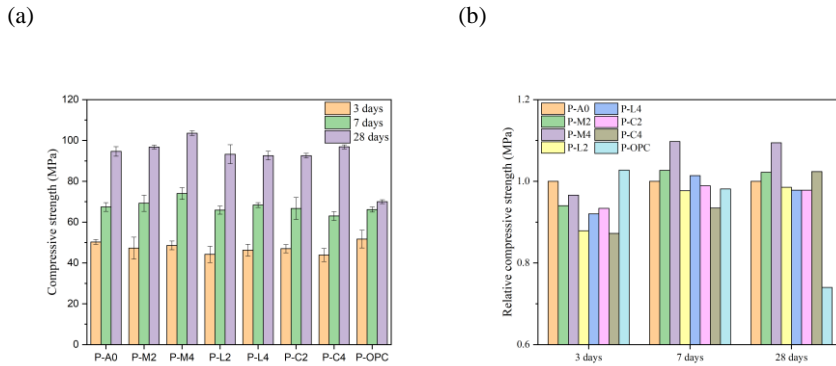 (a)
(b)
Compressive strength (MPa)
120
100
80
60
40
20
0
3 days
7 days
28 days
P-A0 P-M2 P-M4 P-L2 P-L4 P-C2 P-C4 P-OPC
Relative compressive strength (MPa)
1.2
1.0
0.8
0.6
P-A0 P-L4
P-M2 P-C2
P-M4 P-C4
P-L2 P-OPC
3 days 7 days 28 days